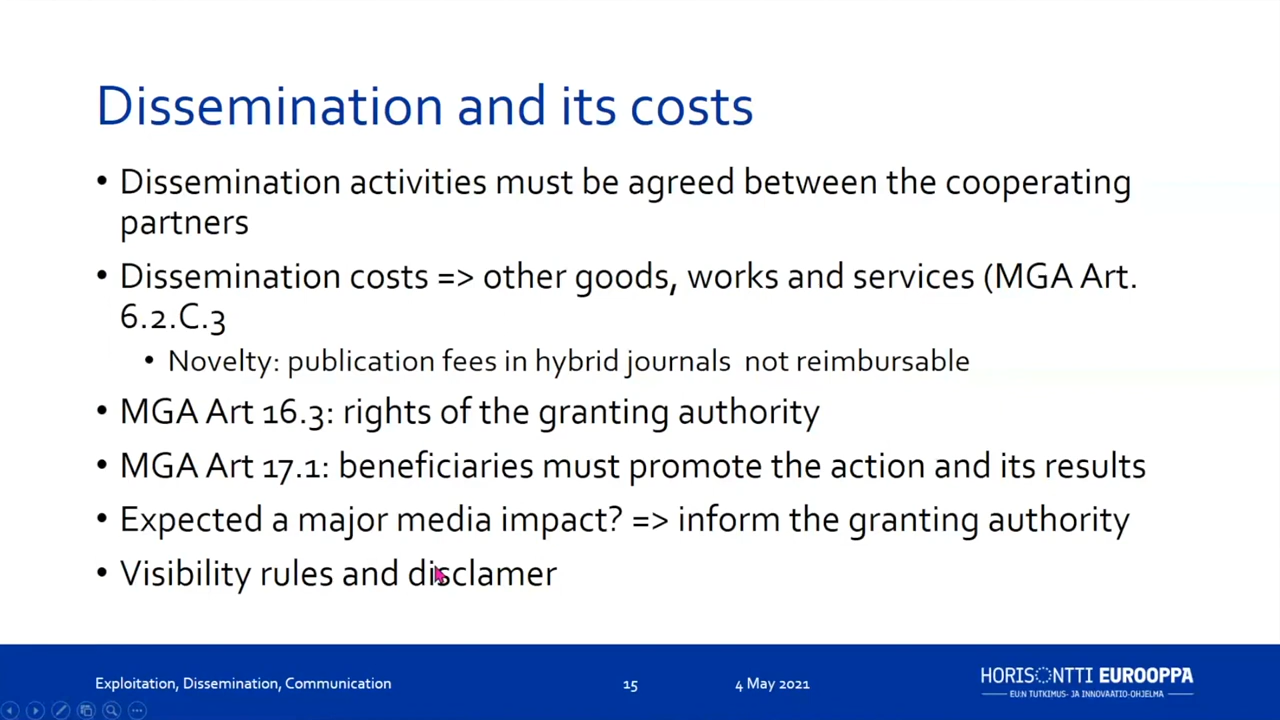 Dissemination and its costs
• Dissemination activities must be agreed between the cooperating
partners
• Dissemination costs => other goods, works and services (MGA Art.
6.2.C.3
• Novelty: publication fees in hybrid journals not reimbursable
• MGA Art 16.3: rights of the granting authority
• MGA Art 17.1: beneficiaries must promote the action and its results
• Expected a major media impact? => inform the granting authority
• Visibility rules and disclamer
Exploitation, Dissemination, Communication
15
4 May 2021
HORISONTTI EUROOPPA
EU:N TUTKIMUS- JA INNOVAATIO-OHJELMA